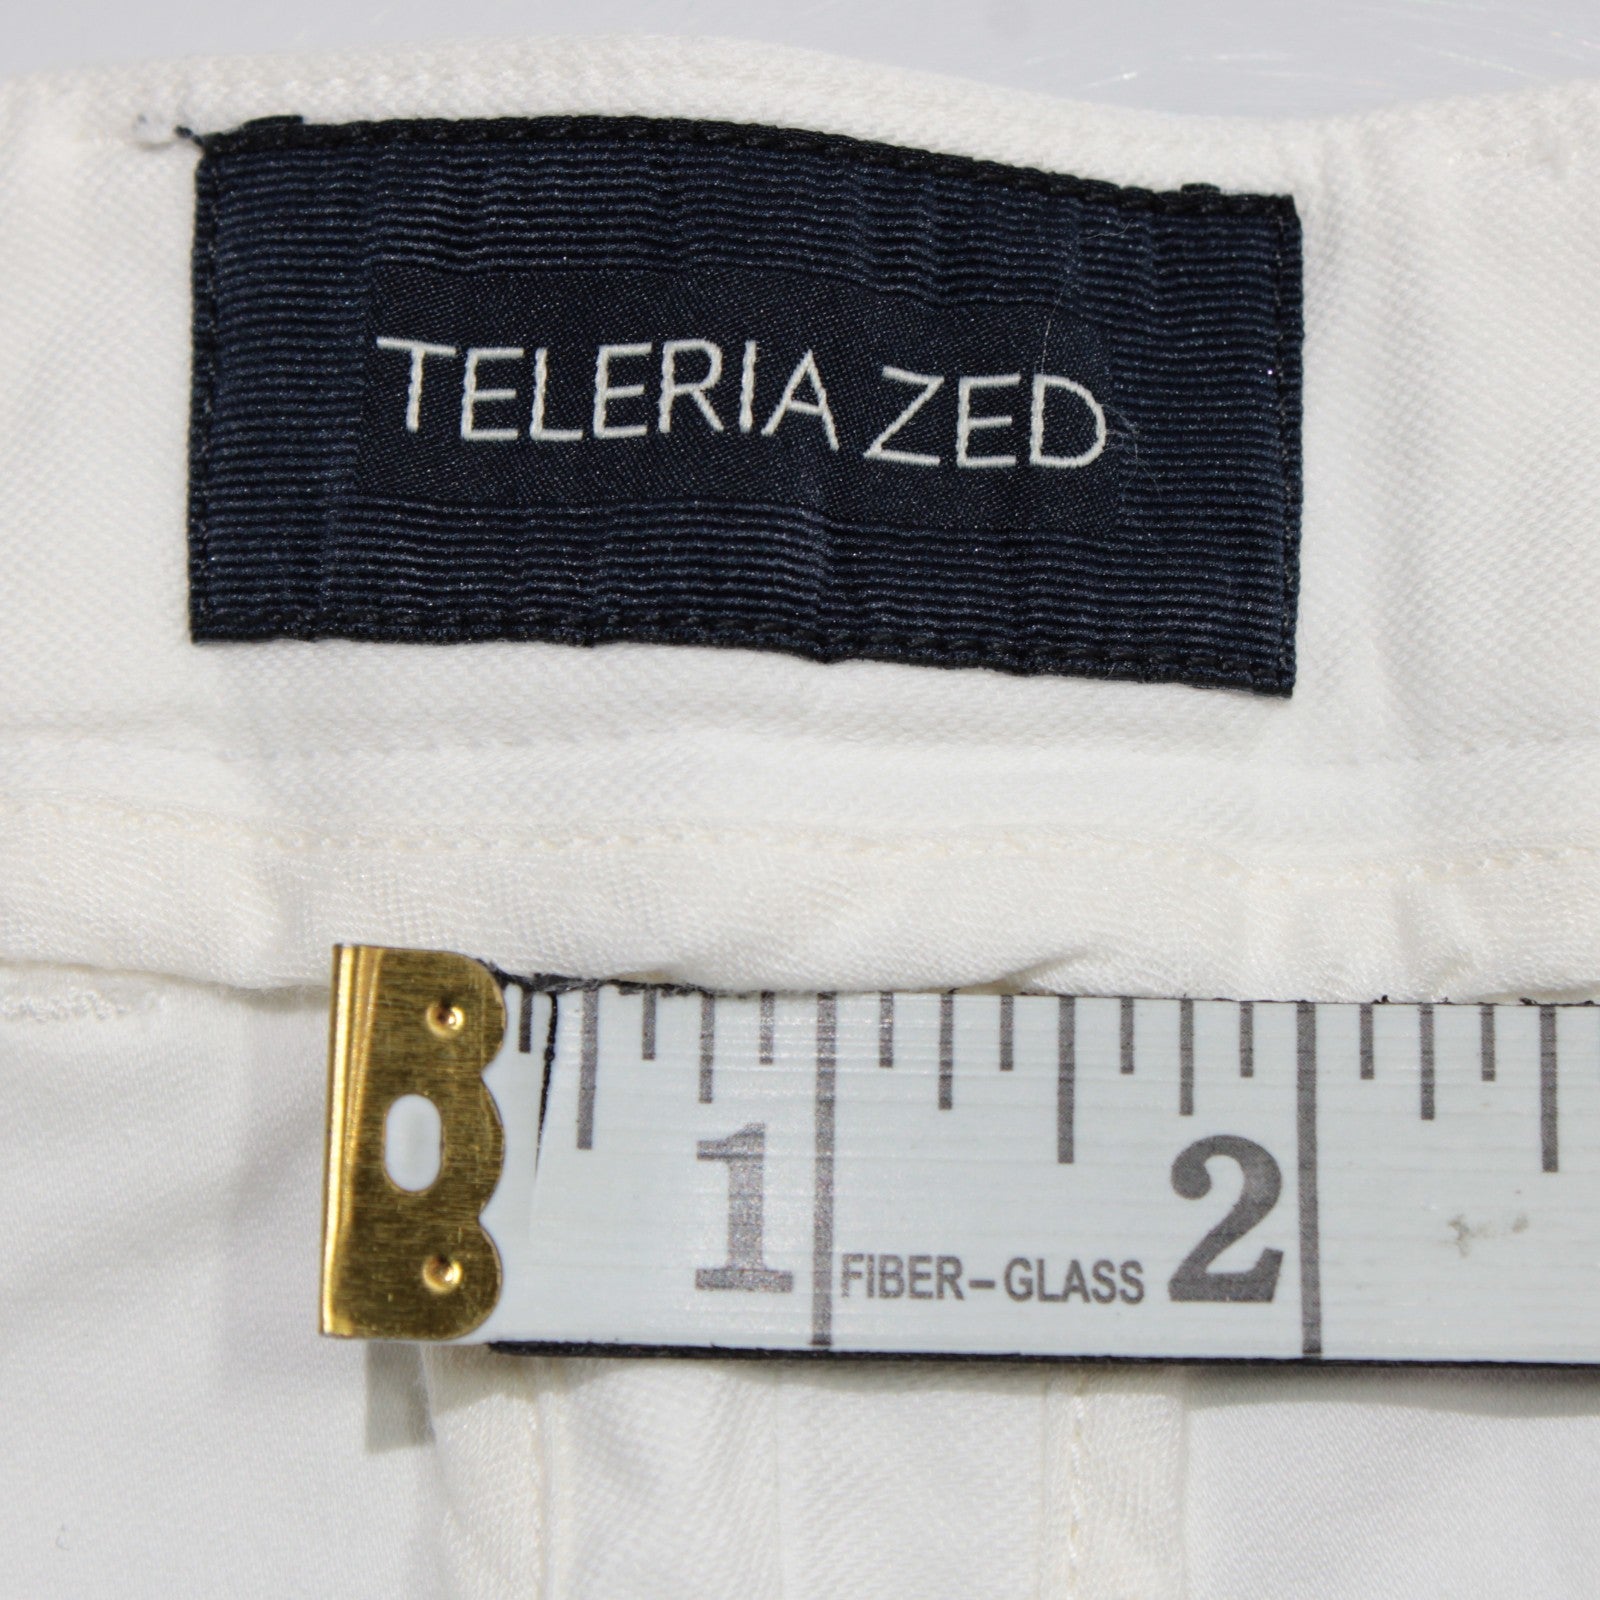 TELERIA ZED
1 FIBER-GLASS 2